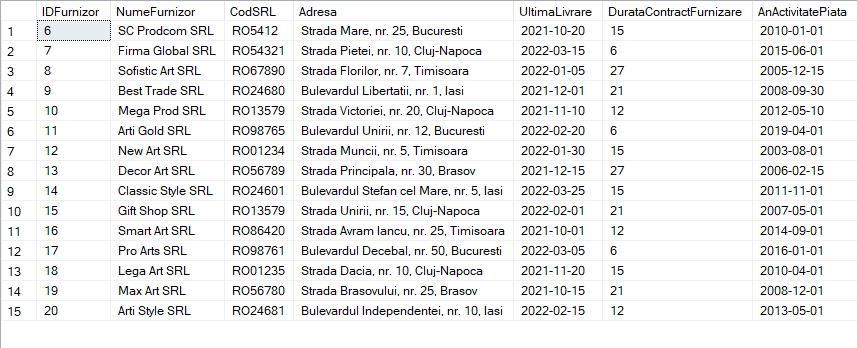 IDFurnizor NumeFurnizor CodSRL Adresa UltimaLivrare DurataContractFurnizare AnActivitatePiata
1 6 SC Prodcom SRL RO5412 Strada Mare, nr. 25, Bucuresti 2021-10-20 15 2010-01-01
2 7 Firma Global SRL RO54321 Strada Pietei, nr. 10, Cluj-Napoca 2022-03-15 6 2015-06-01
3 8 Sofistic Art SRL RO67890 Strada Florilor, nr. 7, Timisoara 2022-01-05 27 2005-12-15
4 9 Best Trade SRL RO24680 Bulevardul Libertatii, nr. 1, Iasi 2021-12-01 21 2008-09-30
5 10 Mega Prod SRL RO13579 Strada Victoriei, nr. 20, Cluj-Napoca 2021-11-10 12 2012-05-10
6 11 Arti Gold SRL RO98765 Bulevardul Unirii, nr. 12, Bucuresti 2022-02-20 6 2019-04-01
7 12 New Art SRL RO01234 Strada Muncii, nr. 5, Timisoara 2022-01-30 15 2003-08-01
8 13 Decor Art SRL RO56789 Strada Principala, nr. 30, Brasov 2021-12-15 27 2006-02-15
9 14 Classic Style SRL RO24601 Bulevardul Stefan cel Mare, nr. 5, Iasi 2022-03-25 15 2011-11-01
10 15 Gift Shop SRL RO13579 Strada Unirii, nr. 15, Cluj-Napoca 2022-02-01 21 2007-05-01
11 16 Smart Art SRL RO86420 Strada Avram Iancu, nr. 25, Timisoara 2021-10-01 12 2014-09-01
12 17 Pro Arts SRL RO98761 Bulevardul Decebal, nr. 50, Bucuresti 2022-03-05 6 2016-01-01
13 18 Lega Art SRL RO01235 Strada Dacia, nr. 10, Cluj-Napoca 2021-11-20 15 2010-04-01
14 19 Max Art SRL RO56780 Strada Brasovului, nr. 25, Brasov 2021-10-15 21 2008-12-01
15 20 Arti Style SRL RO24681 Bulevardul Independentei, nr. 10, Iasi 2022-02-15 12 2013-05-01